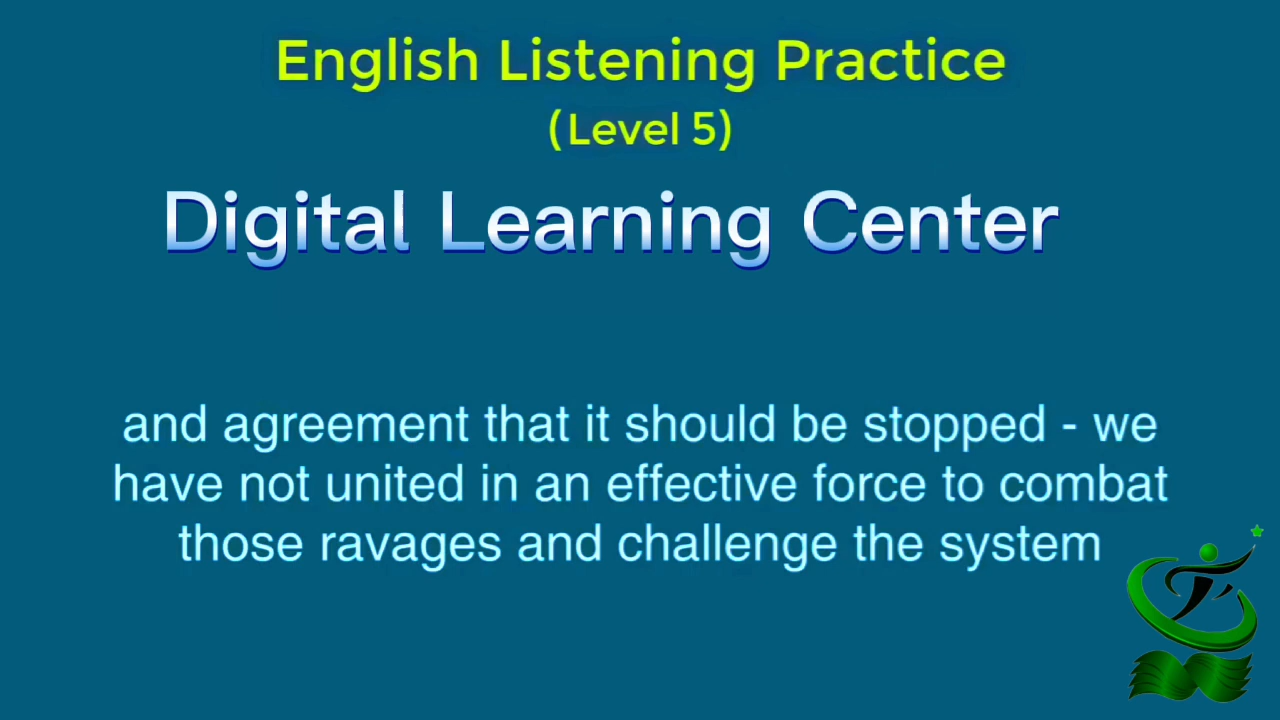 English Listening Practice
(Level 5)
Digital Learning Center
and agreement that it should be stopped - we
have not united in an effective force to combat
those ravages and challenge the system